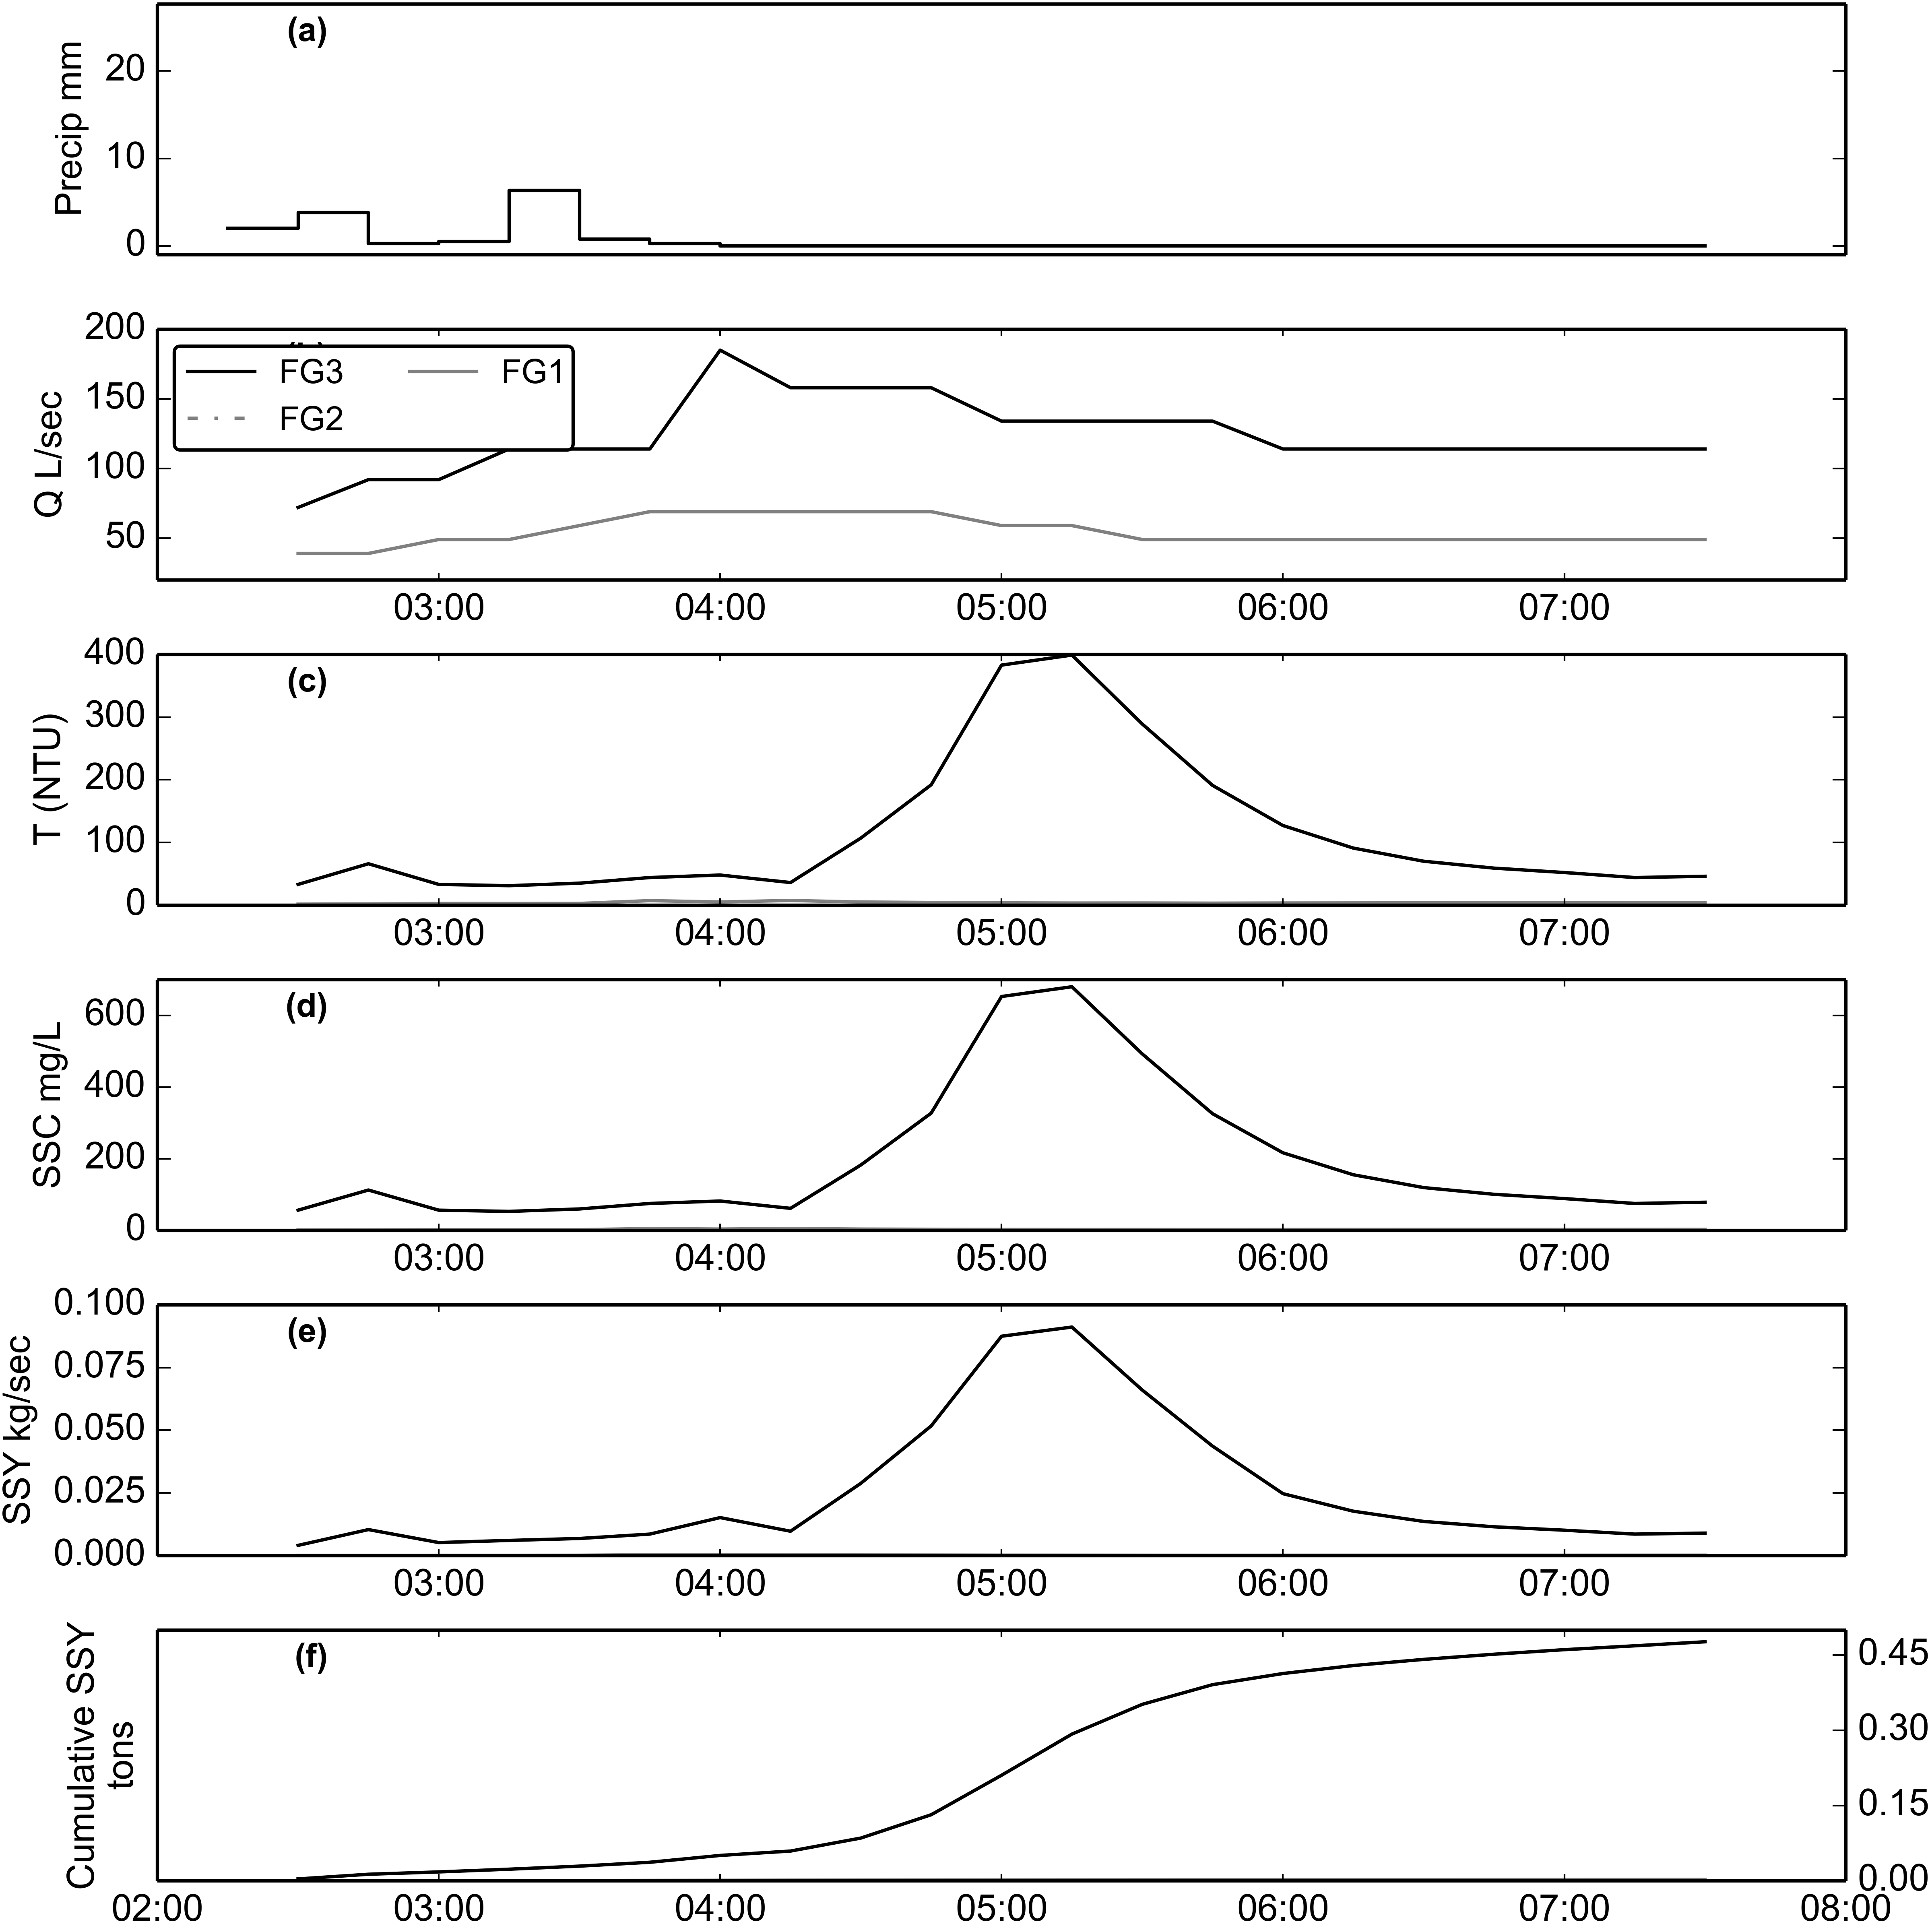 (a)
Precip mm
20
10
0
200
150
100
50
Q L/sec
FG3 FG1
FG2
03:00 04:00 05:00 06:00 07:00
(c)
T (NTU)
400
300
200
100
0
03:00 04:00 05:00 06:00 07:00
(d)
SSC mg/L
600
400
200
0
03:00 04:00 05:00 06:00 07:00
(e)
SSY kg/sec
0.100
0.075
0.050
0.025
0.000
03:00 04:00 05:00 06:00 07:00
(f)
Cumulative SSY
tons
0.45
0.30
0.15
0.00
02:00 03:00 04:00 05:00 06:00 07:00 08:00